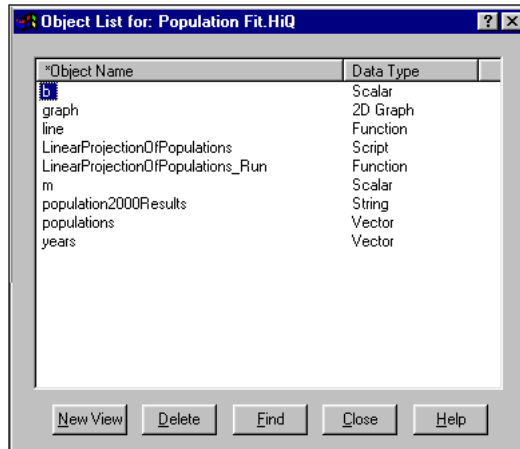 Object List for: Population Fit.HiQ
*Object Name Data Type
b Scalar
graph 2D Graph
line Function
LinearProjectionOfPopulations Script
LinearProjectionOfPopulations_Run Function
m Scalar
population2000Results String
populations Vector
years Vector
New View Delete Find Close Help